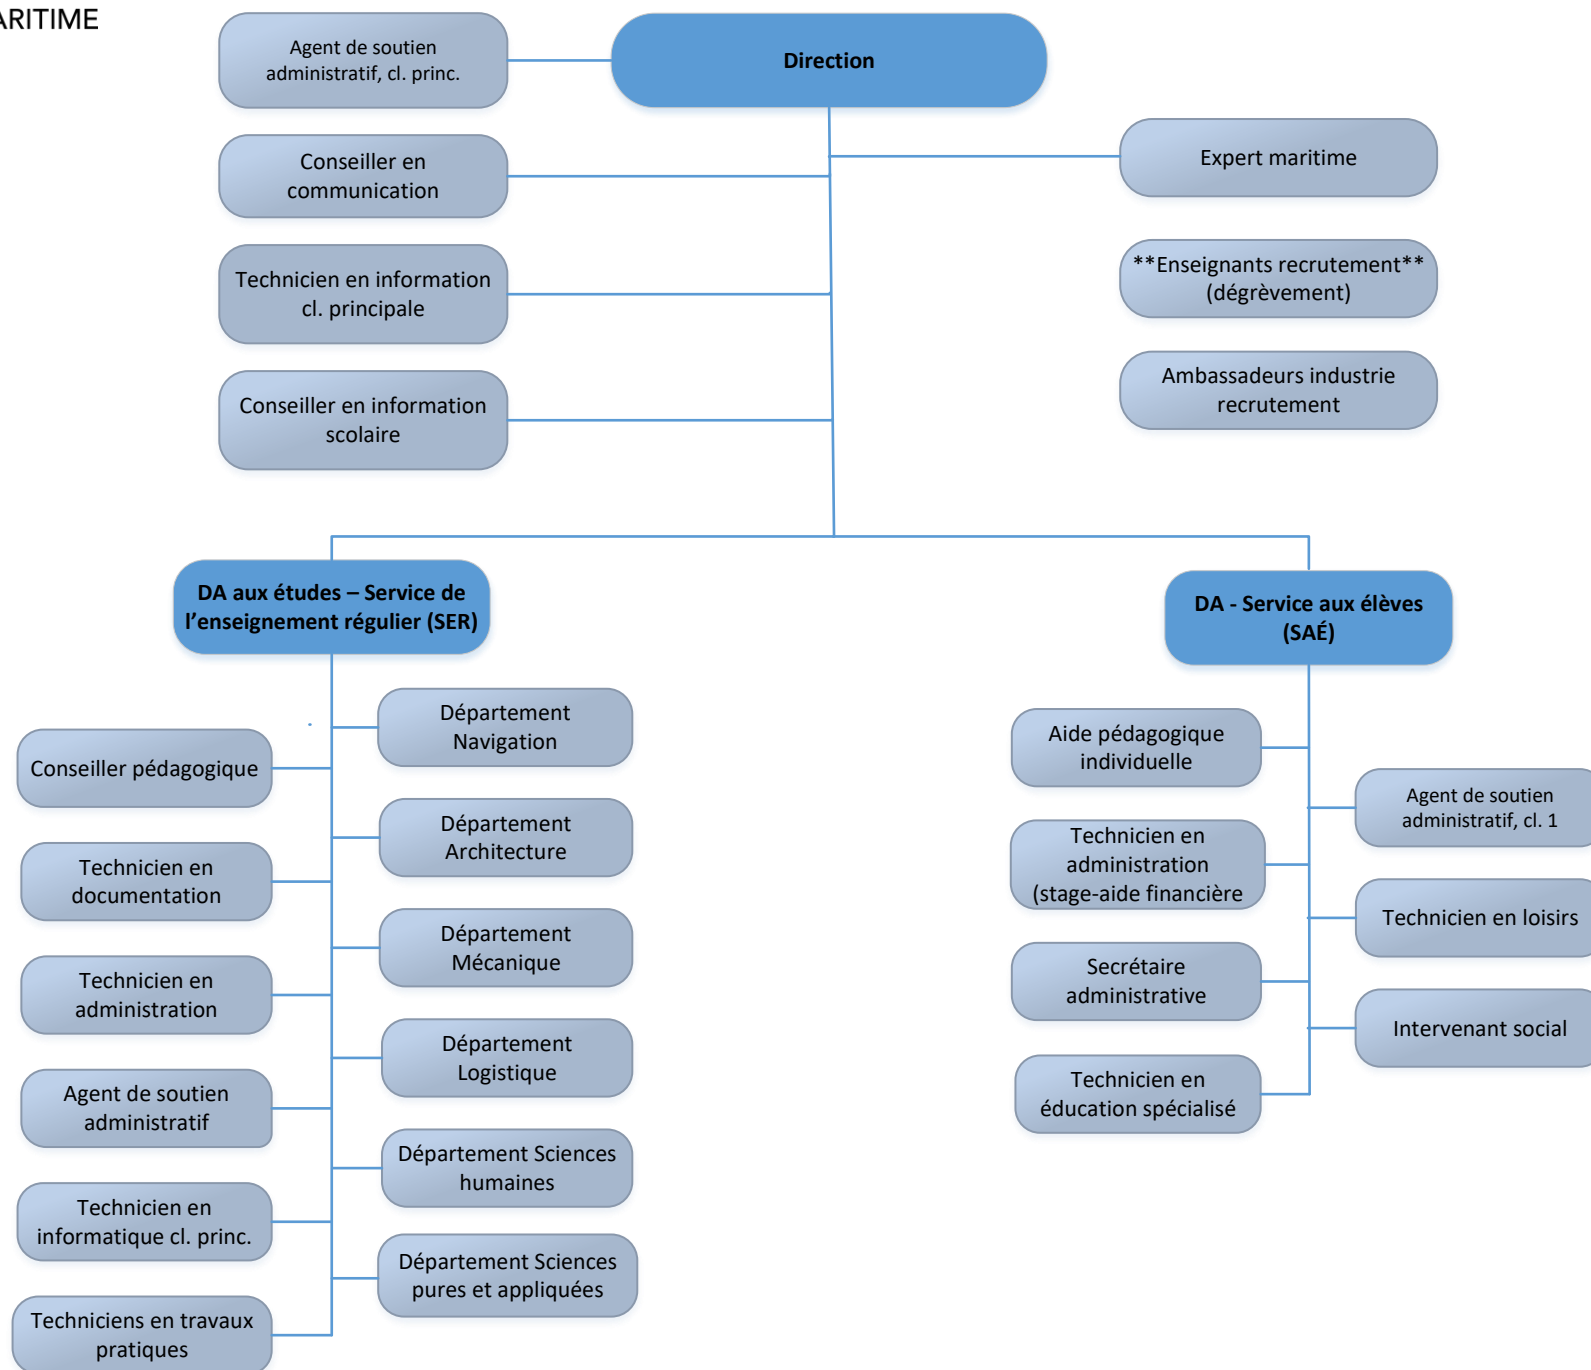 ARITIME
Agent de soutien
administratif, cl. princ.
Direction
Conseiller en
communication
Expert maritime
Technicien en information
cl. principale
**Enseignants recrutement**
(dégrèvement)
Conseiller en information
scolaire
Ambassadeurs industrie
recrutement
DA aux études – Service de
l’enseignement régulier (SER)
DA - Service aux élèves
(SAÉ)
Conseiller pédagogique
Technicien en
documentation
Technicien en
administration
Agent de soutien
administratif
Technicien en
informatique cl. princ.
Techniciens en travaux
pratiques
Département
Navigation
Département
Architecture
Département
Mécanique
Département
Logistique
Département Sciences
humaines
Département Sciences
pures et appliquées
Aide pédagogique
individuelle
Technicien en
administration
(stage-aide financière
Secrétaire
administrative
Technicien en
éducation spécialisé
Agent de soutien
administratif, cl. 1
Technicien en loisirs
Intervenant social